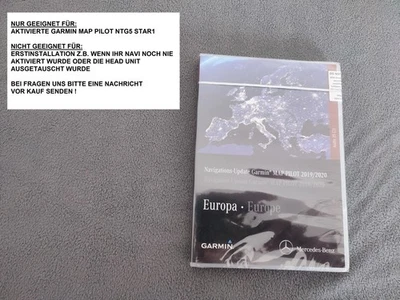 NUR GEEIGNET FÜR:
AKTIVIERTE GARMIN MAP PILOT NTG5 STAR1
NICHT GEEIGNET FÜR:
ERSTINSTALLATION Z.B. WENN IHR NAVI NOCH NIE
AKTIVIERT WURDE ODER DIE HEAD UNIT
AUSGETAUSCHT WURDE
BEI FRAGEN UNS BITTE EINE NACHRICHT
VOR KAUF SENDEN !
Navigations-Update Garmin® MAP PILOT 2019/2020
Europa · Europe
GARMIN
Mercedes-Benz